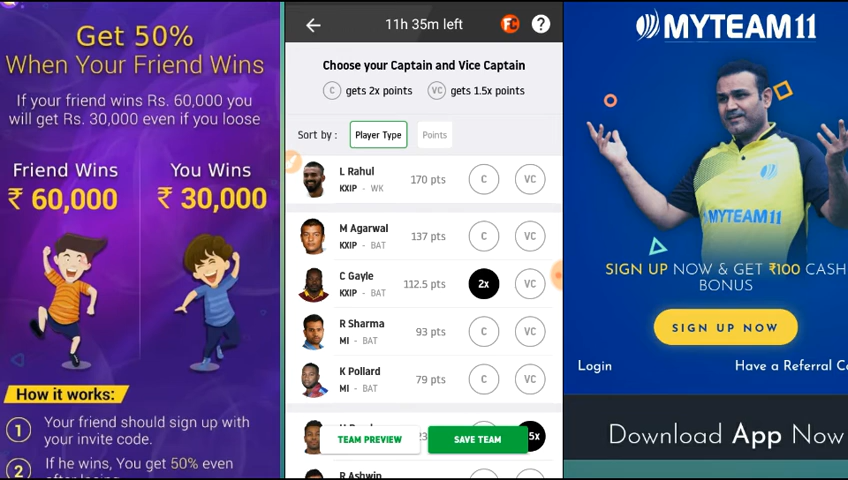 Get 50%
When Your Friend Wins
If your friend wins Rs. 60,000 you
will get Rs. 30,000 even if you loose
Friend Wins
You Wins
₹ 60,000
₹ 30,000
How it works:
1
Your friend should sign up with
your invite code.
2
If he wins, You get 50% even
after losing
11h 35m left
FC
?
Choose your Captain and Vice Captain
C gets 2x points
VC gets 1.5x points
Sort by :
Player Type
Points
L Rahul
KXIP - WK
170 pts
C
VC
M Agarwal
KXIP - BAT
137 pts
C
VC
C Gayle
KXIP - BAT
112.5 pts
2x
VC
R Sharma
MI - BAT
93 pts
C
VC
K Pollard
MI - BAT
79 pts
C
VC
5x
TEAM PREVIEW
SAVE TEAM
R Ashwin
MYTEAM11
MYTEAM11
SIGN UP NOW & GET ₹100 CASH
BONUS
SIGN UP NOW
Login
Have a Referral Co
Download App Now